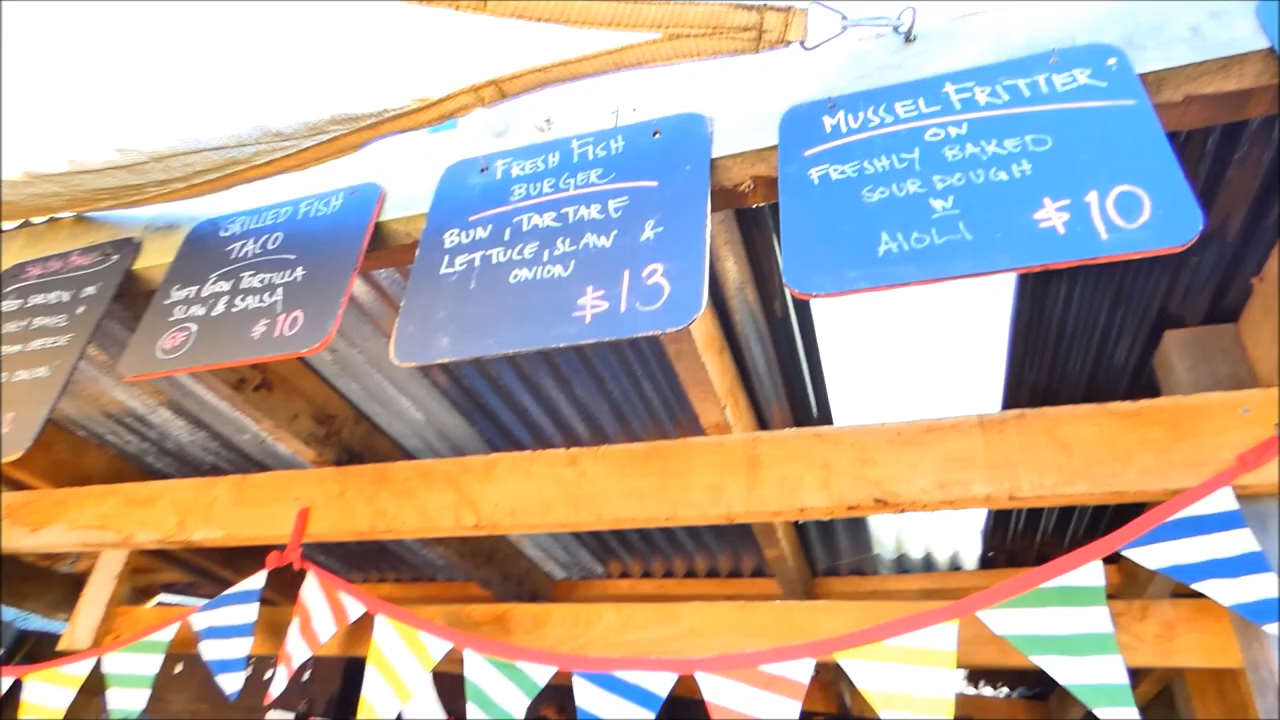 GRILLED FISH
TACO
SOFT CORN TORTILLA
SLAW & SALSA
GF
$10
FRESH FISH
BURGER
BUN, TARTARE
LETTUCE, SLAW &
ONION
$13
MUSSEL FRITTER
ON
FRESHLY BAKED
SOURDOUGH
W
AIOLI
$10